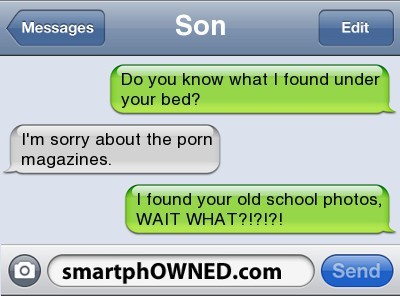 Messages
Son
Edit
Do you know what I found under
your bed?
I'm sorry about the porn
magazines.
I found your old school photos,
WAIT WHAT?!?!?!
smartphOWNED.com
Send